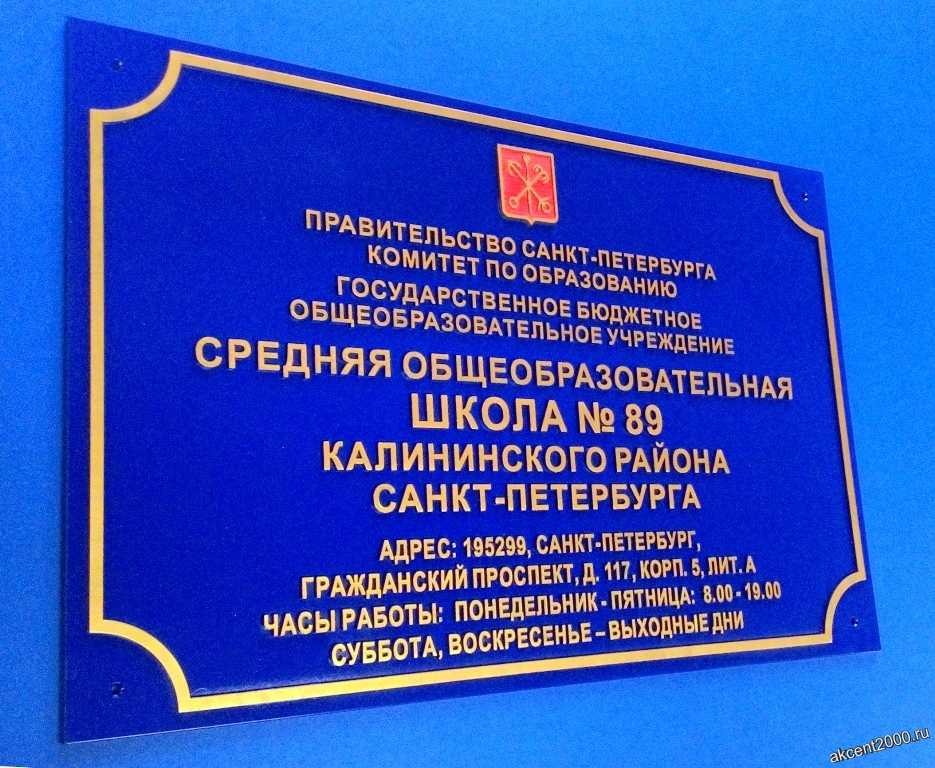 ПРАВИТЕЛЬСТВО САНКТ-ПЕТЕРБУРГА
КОМИТЕТ ПО ОБРАЗОВАНИЮ
ГОСУДАРСТВЕННОЕ БЮДЖЕТНОЕ
ОБЩЕОБРАЗОВАТЕЛЬНОЕ УЧРЕЖДЕНИЕ
СРЕДНЯЯ ОБЩЕОБРАЗОВАТЕЛЬНАЯ
ШКОЛА № 89
КАЛИНИНСКОГО РАЙОНА
САНКТ-ПЕТЕРБУРГА
АДРЕС: 195299, САНКТ-ПЕТЕРБУРГ,
ГРАЖДАНСКИЙ ПРОСПЕКТ, Д. 117, КОРП. 5, ЛИТ. А
ЧАСЫ РАБОТЫ: ПОНЕДЕЛЬНИК - ПЯТНИЦА: 8.00 - 19.00
СУББОТА, ВОСКРЕСЕНЬЕ – ВЫХОДНЫЕ ДНИ
akcent2000.ru